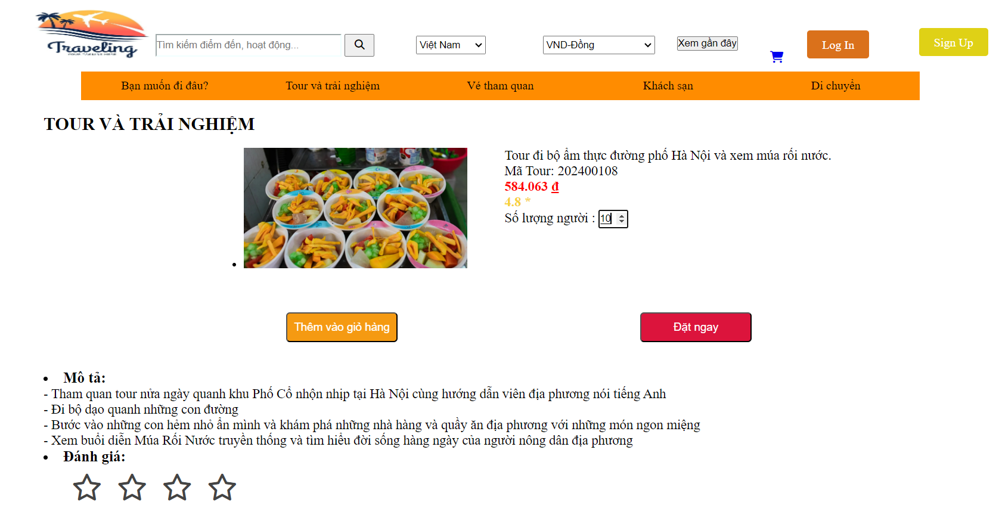 Traveling
Tìm kiếm điểm đến, hoạt động...
Việt Nam
VND-Đồng
Xem gần đây
Log In
Sign Up
Bạn muốn đi đâu?
Tour và trải nghiệm
Vé tham quan
Khách sạn
Di chuyển
TOUR VÀ TRẢI NGHIỆM
Tour đi bộ ẩm thực đường phố Hà Nội và xem múa rối nước.
Mã Tour: 202400108
584.063 ₫
4.8 *
Số lượng người : 10
Thêm vào giỏ hàng
Đặt ngay
Mô tả:
- Tham quan tour nửa ngày quanh khu Phố Cổ nhộn nhịp tại Hà Nội cùng hướng dẫn viên địa phương nói tiếng Anh
- Đi bộ dạo quanh những con đường
- Bước vào những con hẻm nhỏ ẩn mình và khám phá những nhà hàng và quầy ăn địa phương với những món ngon miệng
- Xem buổi diễn Múa Rối Nước truyền thống và tìm hiểu đời sống hàng ngày của người nông dân địa phương
Đánh giá: